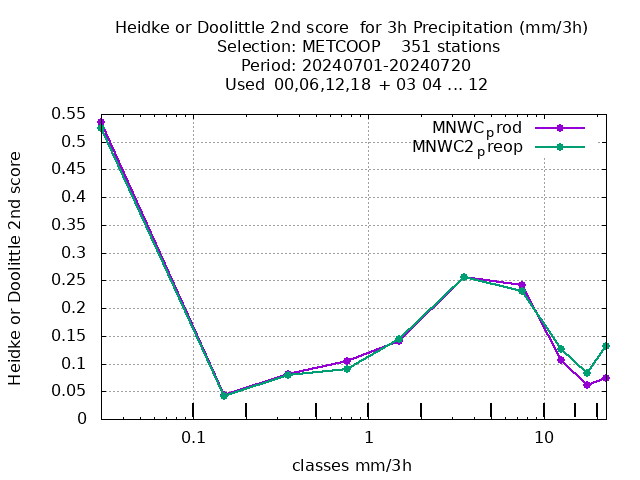 Heidke or Doolittle 2nd score  for 3h Precipitation (mm/3h)
Selection: METCOOP    351 stations
Period: 20240701-20240720
Used  00,06,12,18  + 03 04 ... 12
Heidke or Doolittle 2nd score
0.55
0.5
0.45
0.4
0.35
0.3
0.25
0.2
0.15
0.1
0.05
0
MNWCprod
MNWC2preop
0.1
1
10
classes mm/3h